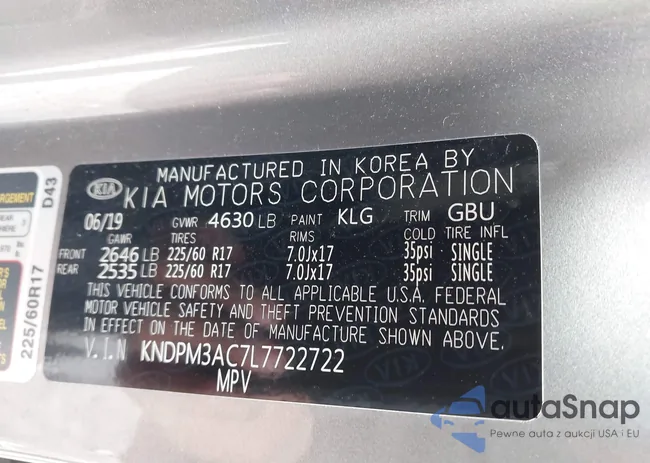 MANUFACTURED IN KOREA BY
KIA KIA MOTORS CORPORATION
06/19 GVWR 4630 LB PAINT KLG TRIM GBU
GAWR TIRES RIMS COLD TIRE INFL
FRONT 2646 LB 225/60 R17 7.0Jx17 35psi SINGLE
REAR 2535 LB 225/60 R17 7.0Jx17 35psi SINGLE
THIS VEHICLE CONFORMS TO ALL APPLICABLE U.S.A. FEDERAL
MOTOR VEHICLE SAFETY AND THEFT PREVENTION STANDARDS
IN EFFECT ON THE DATE OF MANUFACTURE SHOWN ABOVE.
V.I.N KNDPM3AC7L7722722
MPV
D43
225/60R17
autoSnap
Pewne auta z aukcji USA i EU